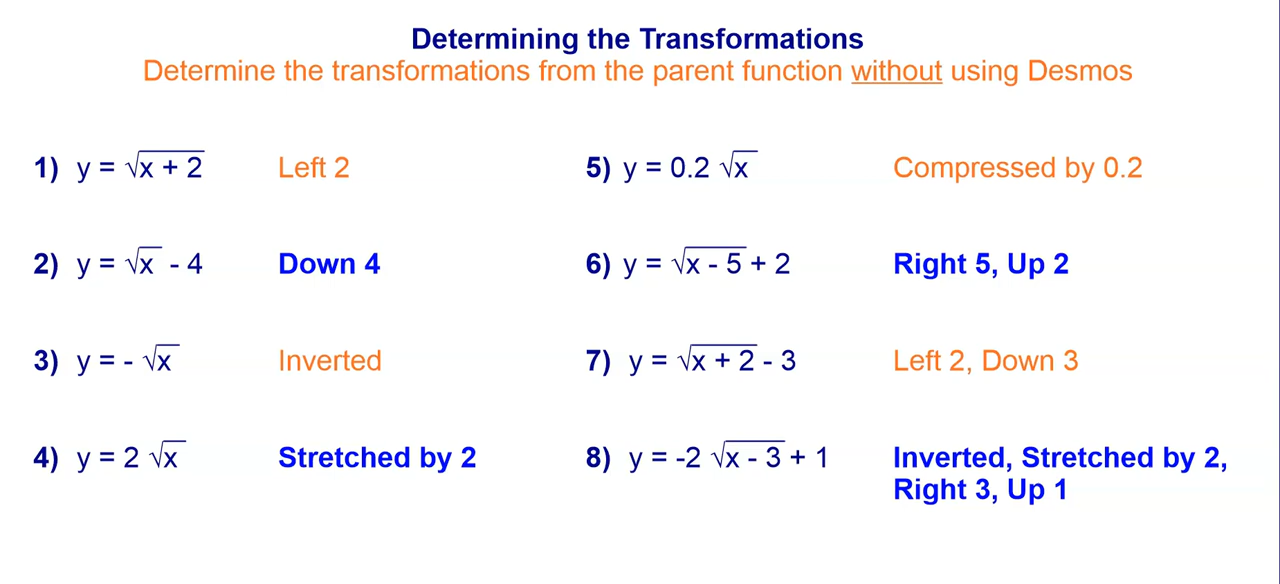 Determining the Transformations
Determine the transformations from the parent function without using Desmos
1) y = √x + 2 Left 2
2) y = √x - 4 Down 4
3) y = - √x Inverted
4) y = 2 √x Stretched by 2
5) y = 0.2 √x Compressed by 0.2
6) y = √x - 5 + 2 Right 5, Up 2
7) y = √x + 2 - 3 Left 2, Down 3
8) y = -2 √x - 3 + 1 Inverted, Stretched by 2,
Right 3, Up 1